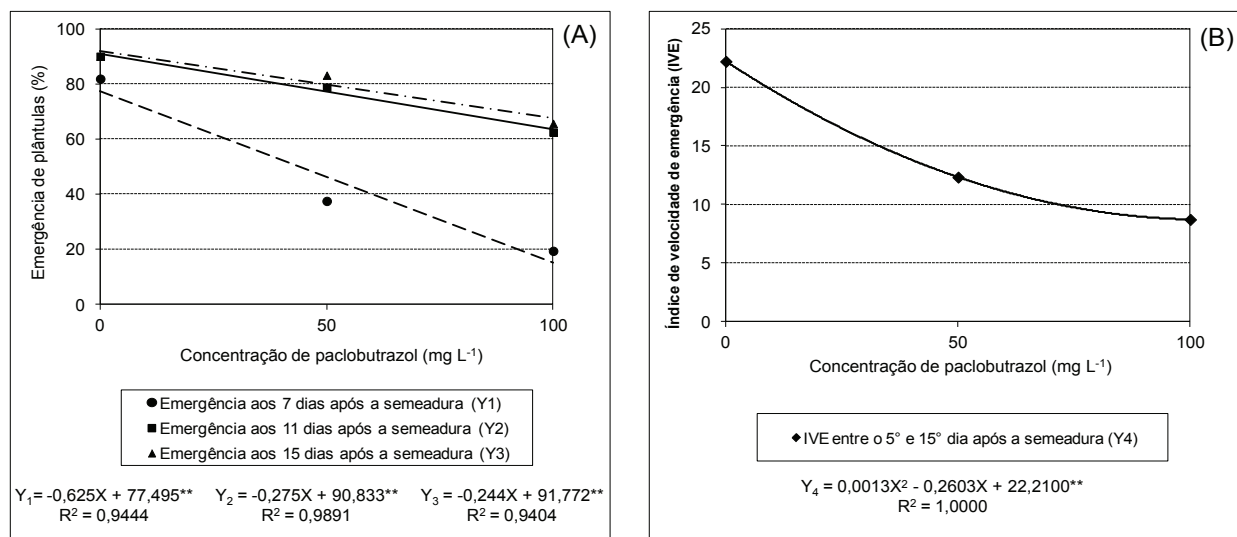 (A)
Emergência de plântulas (%)
100
80
60
40
20
0
0 50 100
Concentração de paclobutrazol (mg L⁻¹)
Emergência aos 7 dias após a semeadura (Y1)
Emergência aos 11 dias após a semeadura (Y2)
Emergência aos 15 dias após a semeadura (Y3)
Y₁= -0,625X + 77,495** Y₂ = -0,275X + 90,833** Y₃ = -0,244X + 91,772**
R² = 0,9444 R² = 0,9891 R² = 0,9404
(B)
Índice de velocidade de emergência (IVE)
25
20
15
10
5
0
0 50 100
Concentração de paclobutrazol (mg L⁻¹)
IVE entre o 5° e 15° dia após a semeadura (Y4)
Y₄ = 0,0013X² - 0,2603X + 22,2100**
R² = 1,0000